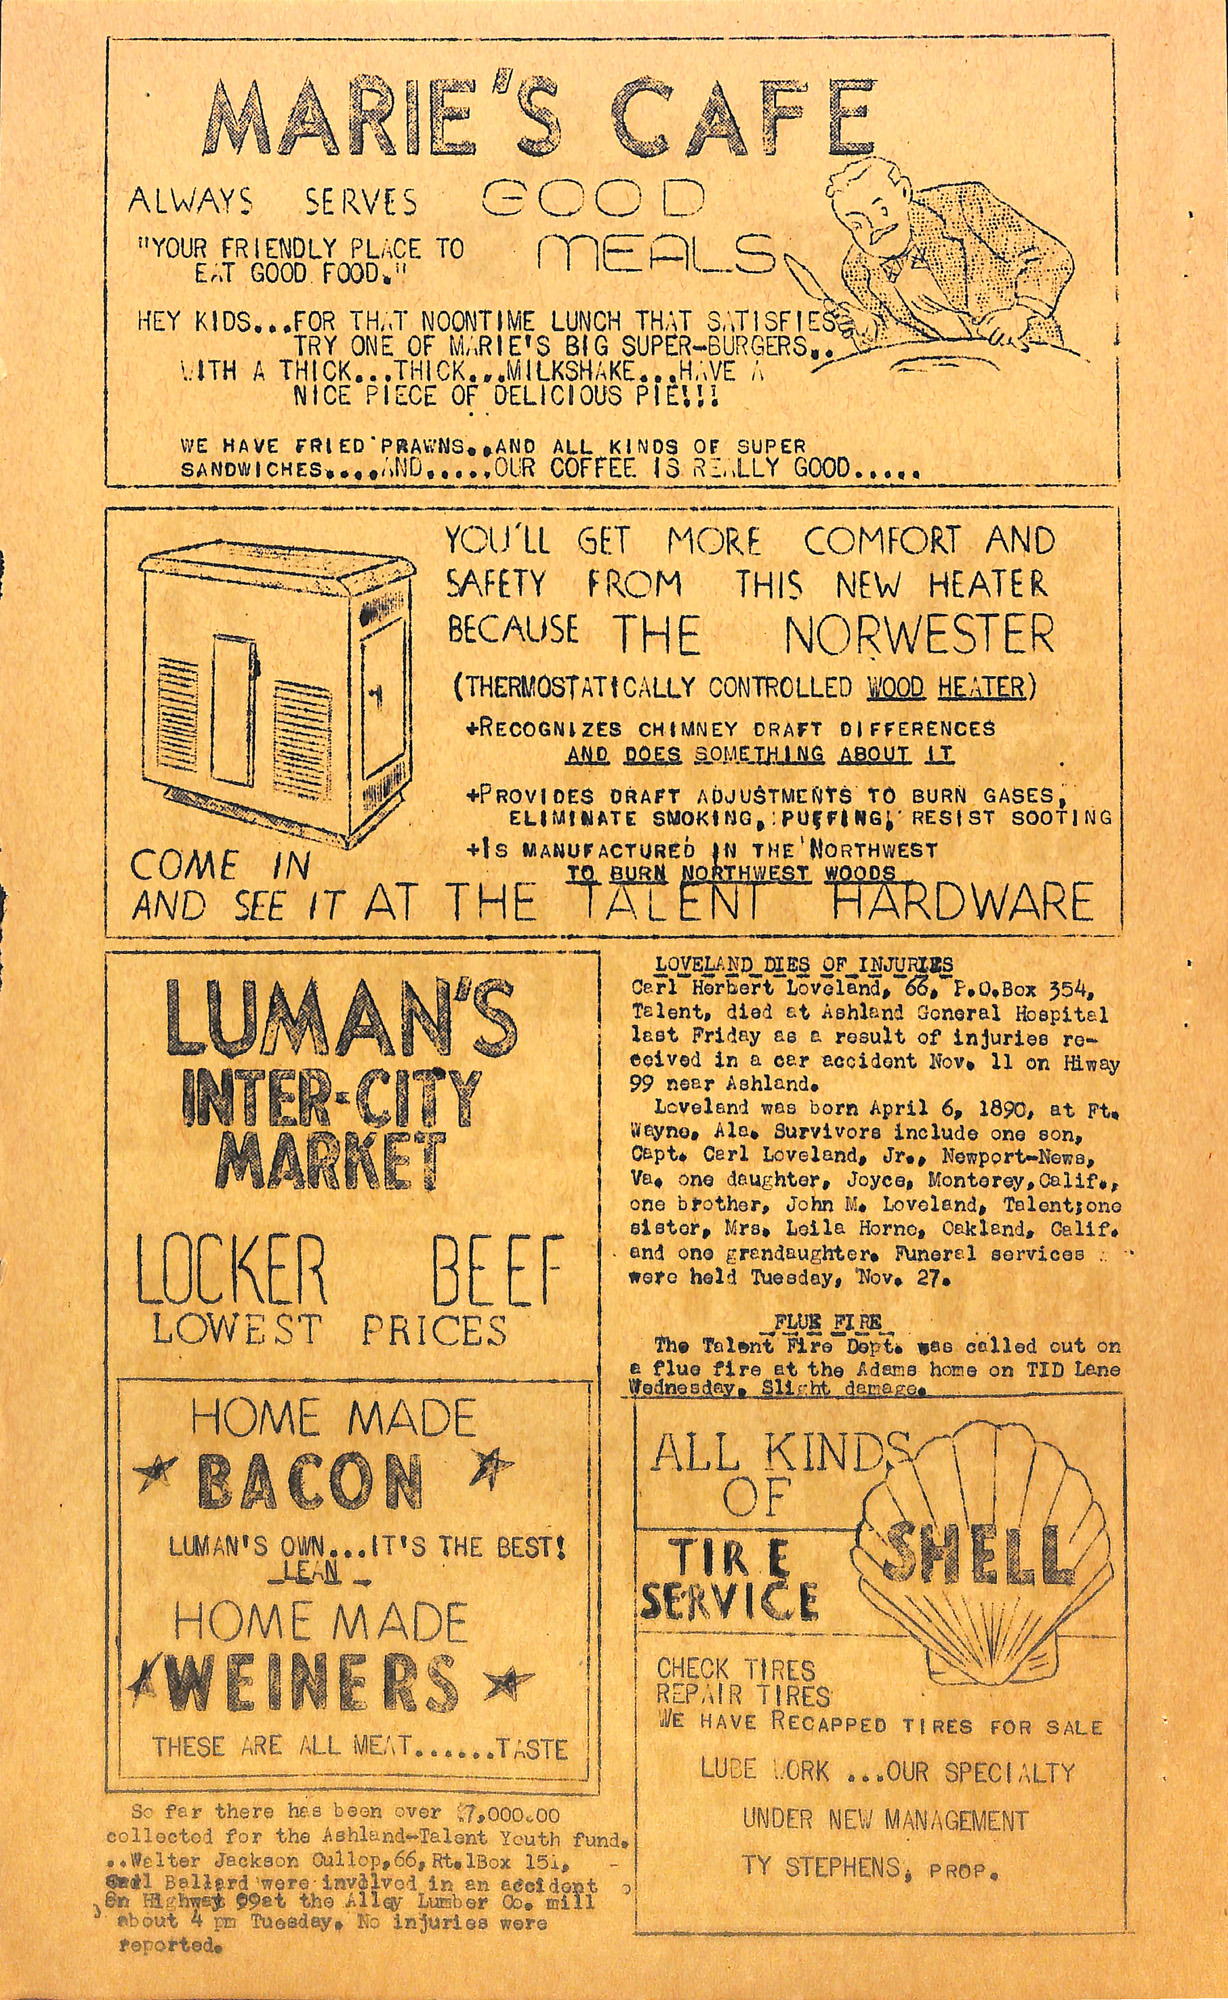 MARIE'S CAFE
ALWAYS SERVES GOOD
MEALS
"YOUR FRIENDLY PLACE TO
EAT GOOD FOOD."
HEY KIDS...FOR THAT NOONTIME LUNCH THAT SATISFIES
TRY ONE OF MARIE'S BIG SUPER-BURGERS..
WITH A THICK...THICK...MILKSHAKE...HAVE A
NICE PIECE OF DELICIOUS PIE!!!
WE HAVE FRIED PRAWNS..AND ALL KINDS OF SUPER
SANDWICHES....AND.....OUR COFFEE IS REALLY GOOD.....
YOU'LL GET MORE COMFORT AND
SAFETY FROM THIS NEW HEATER
BECAUSE THE NORWESTER
(THERMOSTATICALLY CONTROLLED WOOD HEATER)
+RECOGNIZES CHIMNEY DRAFT DIFFERENCES
AND DOES SOMETHING ABOUT IT
+PROVIDES DRAFT ADJUSTMENTS TO BURN GASES,
ELIMINATE SMOKING, PUFFING, RESIST SOOTING
+IS MANUFACTURED IN THE NORTHWEST
TO BURN NORTHWEST WOODS
COME IN
AND SEE IT AT THE TALENT HARDWARE
LUMAN'S
INTER-CITY
MARKET
LOCKER BEEF
LOWEST PRICES
HOME MADE
BACON
LUMAN'S OWN...IT'S THE BEST!
LEAN
HOME MADE
WEINERS
THESE ARE ALL MEAT......TASTE
So far there has been over $7,000.00
collected for the Ashland-Talent Youth fund.
..Walter Jackson Cullop,66,Rt.1Box 151,
Ballard were involved in an accident
On Highway 99at the Alley Lumber Co. mill
about 4 pm Tuesday. No injuries were
reported.
LOVELAND DIES OF INJURIES
Carl Herbert Loveland, 66, P.O.Box 354,
Talent, died at Ashland General Hospital
last Friday as a result of injuries re-
ceived in a car accident Nov. 11 on Hiway
99 near Ashland.
Loveland was born April 6, 1890, at Ft.
Wayne, Ala. Survivors include one son,
Capt. Carl Loveland, Jr., Newport-News,
Va. one daughter, Joyce, Monterey,Calif.,
one brother, John M. Loveland, Talent;one
sister, Mrs. Leila Horne, Oakland, Calif.
and one grandaughter. Funeral services
were held Tuesday, Nov. 27.
FLUE FIRE
The Talent Fire Dept. was called out on
a flue fire at the Adams home on TID Lane
Wednesday. Slight damage.
ALL KINDS
OF
TIRE
SERVICE
SHELL
CHECK TIRES
REPAIR TIRES
WE HAVE RECAPPED TIRES FOR SALE
LUBE WORK ...OUR SPECIALTY
UNDER NEW MANAGEMENT
TY STEPHENS, PROP.